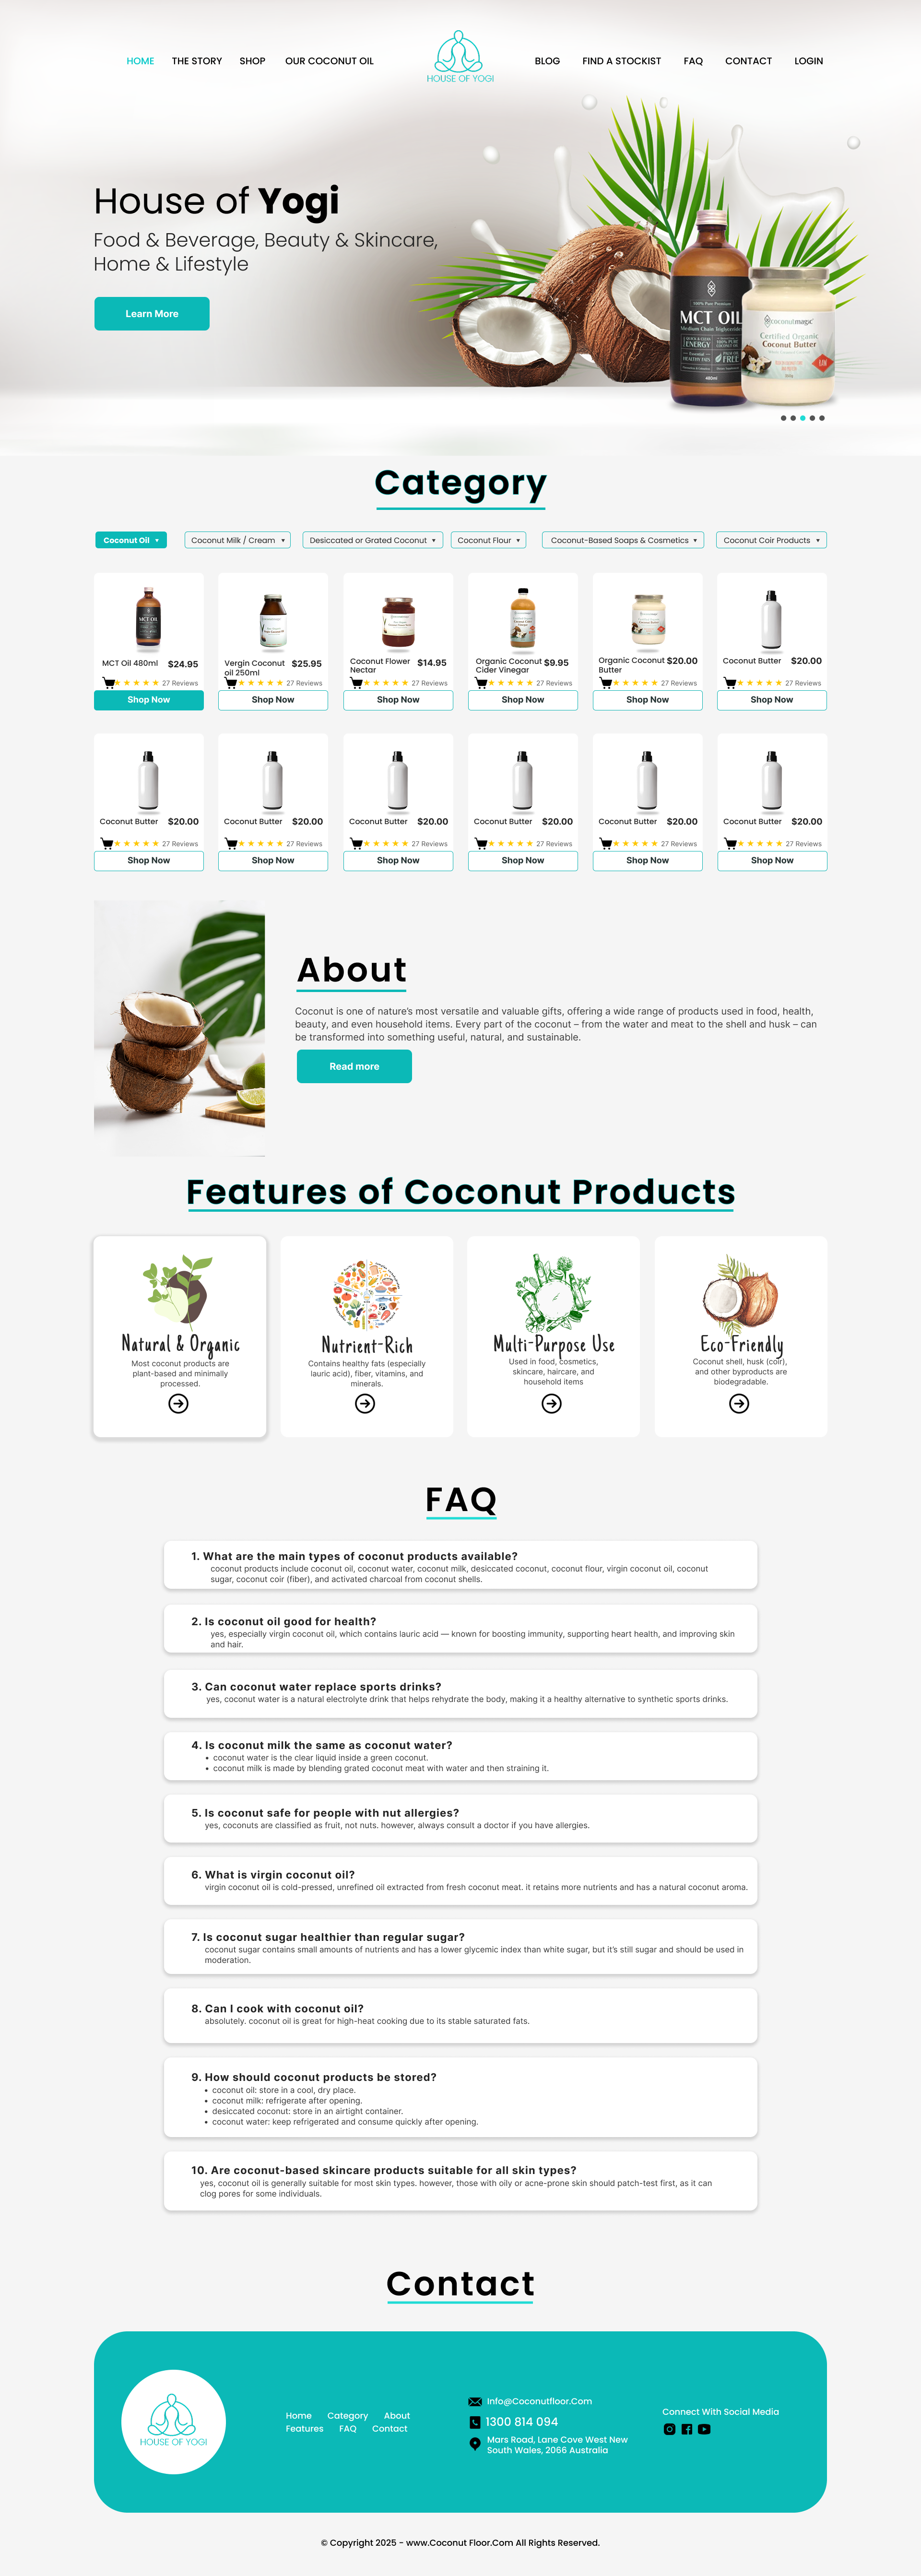 HOME THE STORY SHOP OUR COCONUT OIL
HOUSE OF YOGI
BLOG FIND A STOCKIST FAQ CONTACT LOGIN
House of Yogi
Food & Beverage, Beauty & Skincare,
Home & Lifestyle
Learn More
100% Pure Premium
MCT OIL
Medium Chain Triglycerides
ENERGY
FREE
480ml
coconutmagic
Certified Organic
Coconut Butter
RAW
Category
Coconut Oil ▾
Coconut Milk / Cream ▾
Desiccated or Grated Coconut ▾
Coconut Flour ▾
Coconut-Based Soaps & Cosmetics ▾
Coconut Coir Products ▾
MCT OIL
MCT Oil 480ml $24.95
★ ★ ★ ★ ★ 27 Reviews
Shop Now
Vergin Coconut $25.95
oil 250ml
★ ★ ★ ★ ★ 27 Reviews
Shop Now
Coconut Flower $14.95
Nectar
★ ★ ★ ★ ★ 27 Reviews
Shop Now
Organic Coconut $9.95
Cider Vinegar
★ ★ ★ ★ ★ 27 Reviews
Shop Now
Organic Coconut $20.00
Butter
★ ★ ★ ★ ★ 27 Reviews
Shop Now
Coconut Butter $20.00
★ ★ ★ ★ ★ 27 Reviews
Shop Now
Coconut Butter $20.00
★ ★ ★ ★ ★ 27 Reviews
Shop Now
Coconut Butter $20.00
★ ★ ★ ★ ★ 27 Reviews
Shop Now
Coconut Butter $20.00
★ ★ ★ ★ ★ 27 Reviews
Shop Now
Coconut Butter $20.00
★ ★ ★ ★ ★ 27 Reviews
Shop Now
Coconut Butter $20.00
★ ★ ★ ★ ★ 27 Reviews
Shop Now
Coconut Butter $20.00
★ ★ ★ ★ ★ 27 Reviews
Shop Now
About
Coconut is one of nature's most versatile and valuable gifts, offering a wide range of products used in food, health,
beauty, and even household items. Every part of the coconut – from the water and meat to the shell and husk – can
be transformed into something useful, natural, and sustainable.
Read more
Features of Coconut Products
Natural & Organic
Most coconut products are
plant-based and minimally
processed.
Nutrient-Rich
Contains healthy fats (especially
lauric acid), fiber, vitamins, and
minerals.
Multi-Purpose Use
Used in food, cosmetics,
skincare, haircare, and
household items
Eco-Friendly
Coconut shell, husk (coir),
and other byproducts are
biodegradable.
FAQ
1. What are the main types of coconut products available?
coconut products include coconut oil, coconut water, coconut milk, desiccated coconut, coconut flour, virgin coconut oil, coconut
sugar, coconut coir (fiber), and activated charcoal from coconut shells.
2. Is coconut oil good for health?
yes, especially virgin coconut oil, which contains lauric acid — known for boosting immunity, supporting heart health, and improving skin
and hair.
3. Can coconut water replace sports drinks?
yes, coconut water is a natural electrolyte drink that helps rehydrate the body, making it a healthy alternative to synthetic sports drinks.
4. Is coconut milk the same as coconut water?
• coconut water is the clear liquid inside a green coconut.
• coconut milk is made by blending grated coconut meat with water and then straining it.
5. Is coconut safe for people with nut allergies?
yes, coconuts are classified as fruit, not nuts. however, always consult a doctor if you have allergies.
6. What is virgin coconut oil?
virgin coconut oil is cold-pressed, unrefined oil extracted from fresh coconut meat. it retains more nutrients and has a natural coconut aroma.
7. Is coconut sugar healthier than regular sugar?
coconut sugar contains small amounts of nutrients and has a lower glycemic index than white sugar, but it's still sugar and should be used in
moderation.
8. Can I cook with coconut oil?
absolutely. coconut oil is great for high-heat cooking due to its stable saturated fats.
9. How should coconut products be stored?
• coconut oil: store in a cool, dry place.
• coconut milk: refrigerate after opening.
• desiccated coconut: store in an airtight container.
• coconut water: keep refrigerated and consume quickly after opening.
10. Are coconut-based skincare products suitable for all skin types?
yes, coconut oil is generally suitable for most skin types. however, those with oily or acne-prone skin should patch-test first, as it can
clog pores for some individuals.
Contact
HOUSE OF YOGI
Home Category About
Features FAQ Contact
Info@Coconutfloor.Com
1300 814 094
Mars Road, Lane Cove West New
South Wales, 2066 Australia
Connect With Social Media
© Copyright 2025 - www.Coconut Floor.Com All Rights Reserved.